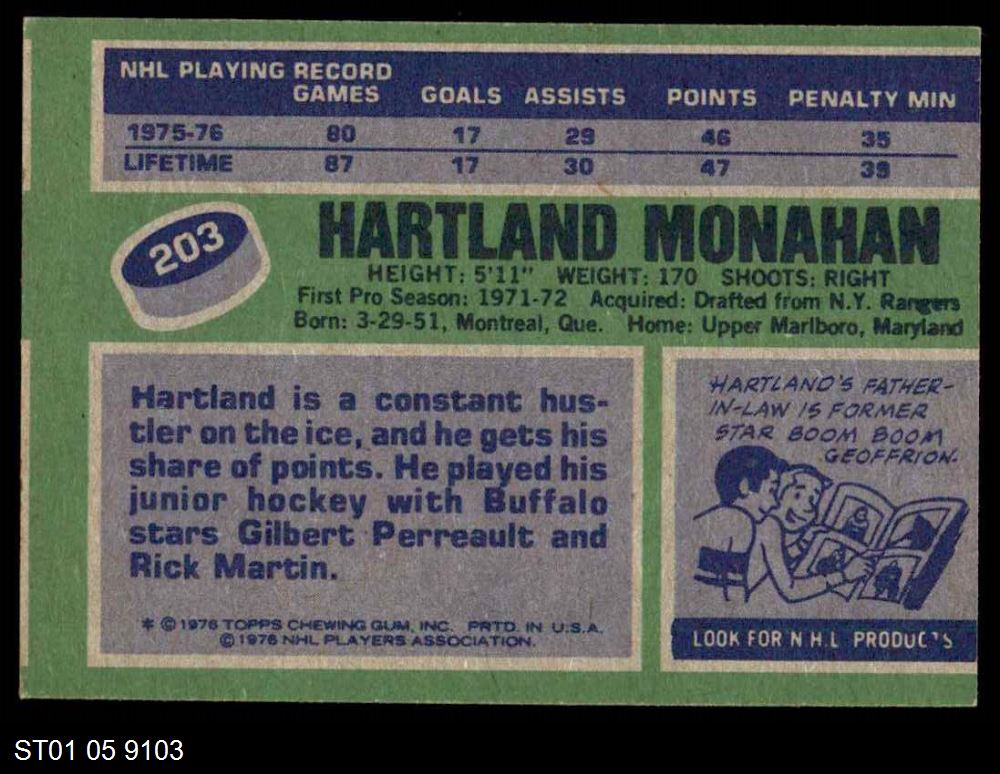 NHL PLAYING RECORD
GAMES GOALS ASSISTS POINTS PENALTY MIN
1975-76 80 17 29 46 35
LIFETIME 87 17 30 47 39
203
HARTLAND MONAHAN
HEIGHT: 5'11" WEIGHT: 170 SHOOTS: RIGHT
First Pro Season: 1971-72 Acquired: Drafted from N.Y. Rangers
Born: 3-29-51, Montreal, Que. Home: Upper Marlboro, Maryland
Hartland is a constant hus-
tler on the ice, and he gets his
share of points. He played his
junior hockey with Buffalo
stars Gilbert Perreault and
Rick Martin.
* © 1976 TOPPS CHEWING GUM, INC. PRTD. IN U.S.A.
© 1976 NHL PLAYERS ASSOCIATION.
HARTLAND'S FATHER-
IN-LAW IS FORMER
STAR BOOM BOOM
GEOFFRION.
LOOK FOR N.H.L PRODUCTS
ST01 05 9103